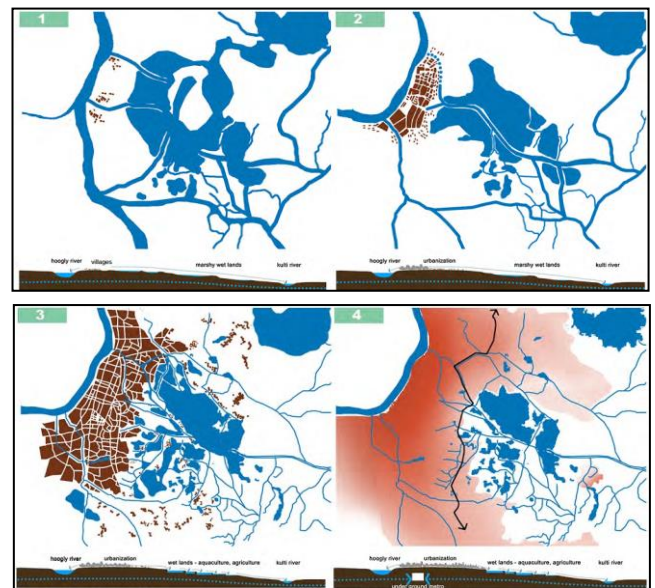 1
2
hoogly river villages marshy wet lands kulti river
hoogly river urbanization marshy wet lands kulti river
3
4
hoogly river urbanization wet lands - aquaculture, agriculture kulti river
hoogly river urbanization wet lands - aquaculture, agriculture kulti river
under ground metro